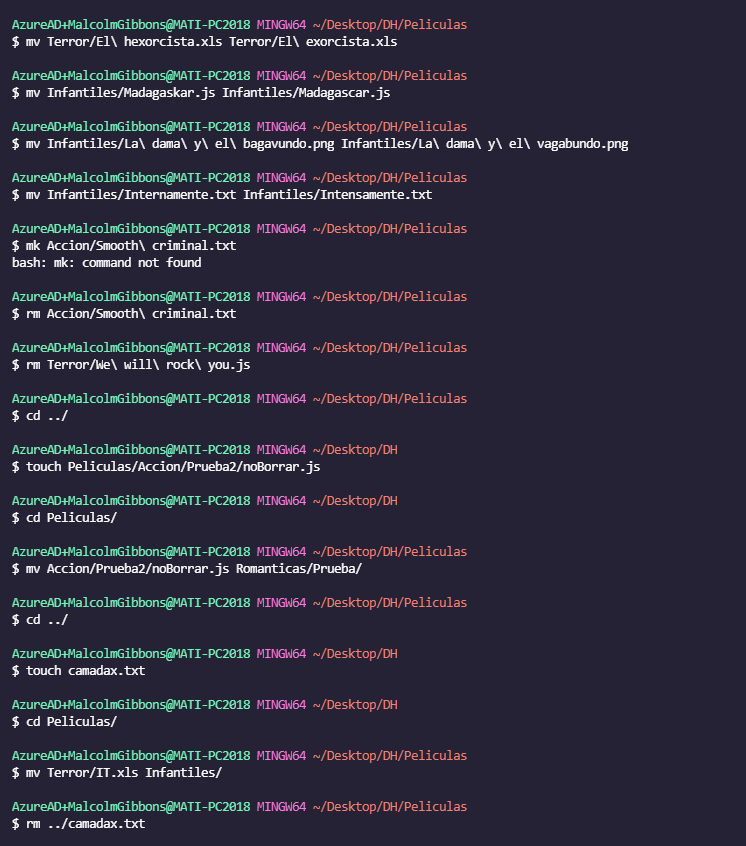 AzureAD+MalcolmGibbons@MATI-PC2018 MINGW64 ~/Desktop/DH/Peliculas
$ mv Terror/El\ hexorcista.xls Terror/El\ exorcista.xls
AzureAD+MalcolmGibbons@MATI-PC2018 MINGW64 ~/Desktop/DH/Peliculas
$ mv Infantiles/Madagaskar.js Infantiles/Madagascar.js
AzureAD+MalcolmGibbons@MATI-PC2018 MINGW64 ~/Desktop/DH/Peliculas
$ mv Infantiles/La\ dama\ y\ el\ bagavundo.png Infantiles/La\ dama\ y\ el\ vagabundo.png
AzureAD+MalcolmGibbons@MATI-PC2018 MINGW64 ~/Desktop/DH/Peliculas
$ mv Infantiles/Internamente.txt Infantiles/Intensamente.txt
AzureAD+MalcolmGibbons@MATI-PC2018 MINGW64 ~/Desktop/DH/Peliculas
$ mk Accion/Smooth\ criminal.txt
bash: mk: command not found
AzureAD+MalcolmGibbons@MATI-PC2018 MINGW64 ~/Desktop/DH/Peliculas
$ rm Accion/Smooth\ criminal.txt
AzureAD+MalcolmGibbons@MATI-PC2018 MINGW64 ~/Desktop/DH/Peliculas
$ rm Terror/We\ will\ rock\ you.js
AzureAD+MalcolmGibbons@MATI-PC2018 MINGW64 ~/Desktop/DH/Peliculas
$ cd ../
AzureAD+MalcolmGibbons@MATI-PC2018 MINGW64 ~/Desktop/DH
$ touch Peliculas/Accion/Prueba2/noBorrar.js
AzureAD+MalcolmGibbons@MATI-PC2018 MINGW64 ~/Desktop/DH
$ cd Peliculas/
AzureAD+MalcolmGibbons@MATI-PC2018 MINGW64 ~/Desktop/DH/Peliculas
$ mv Accion/Prueba2/noBorrar.js Romanticas/Prueba/
AzureAD+MalcolmGibbons@MATI-PC2018 MINGW64 ~/Desktop/DH/Peliculas
$ cd ../
AzureAD+MalcolmGibbons@MATI-PC2018 MINGW64 ~/Desktop/DH
$ touch camadax.txt
AzureAD+MalcolmGibbons@MATI-PC2018 MINGW64 ~/Desktop/DH
$ cd Peliculas/
AzureAD+MalcolmGibbons@MATI-PC2018 MINGW64 ~/Desktop/DH/Peliculas
$ mv Terror/IT.xls Infantiles/
AzureAD+MalcolmGibbons@MATI-PC2018 MINGW64 ~/Desktop/DH/Peliculas
$ rm ../camadax.txt